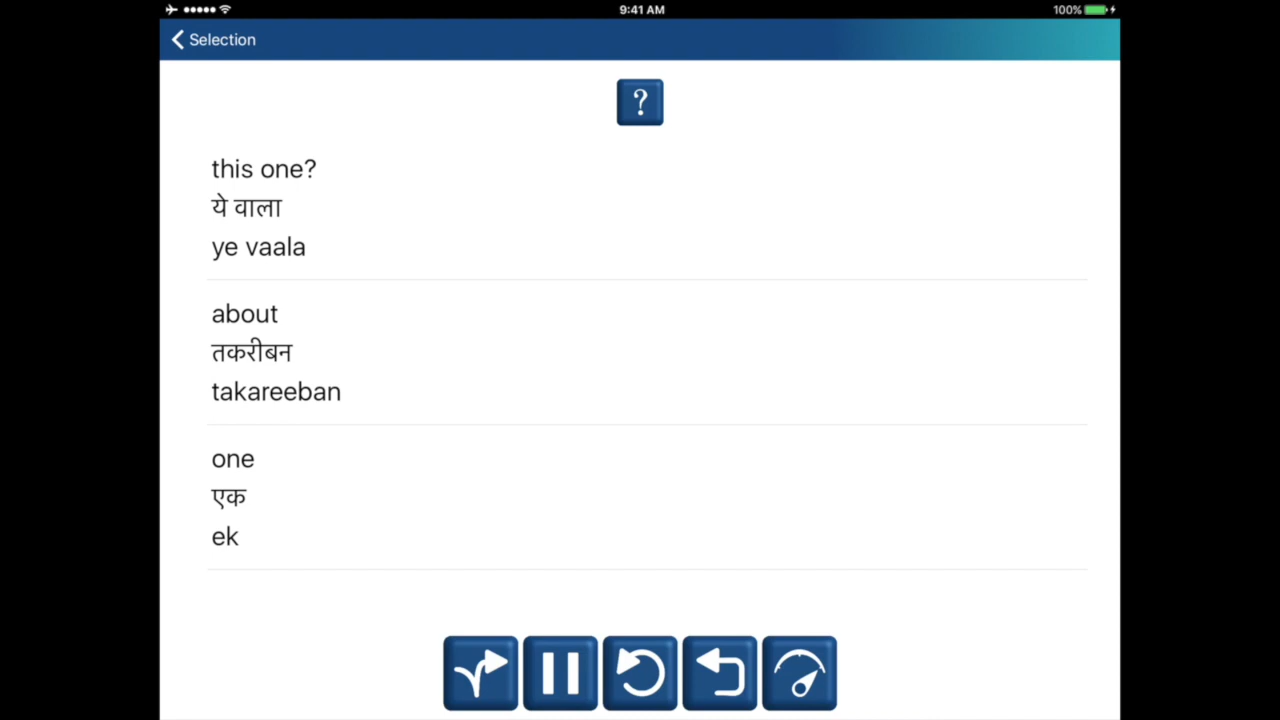 9:41 AM
100%
Selection
?
this one?
ये वाला
ye vaala
about
तकरीबन
takareeban
one
एक
ek